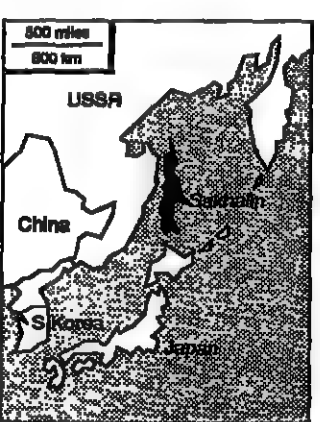 500 miles
800 km
USSR
Sakhalin
China
S Korea
Japan